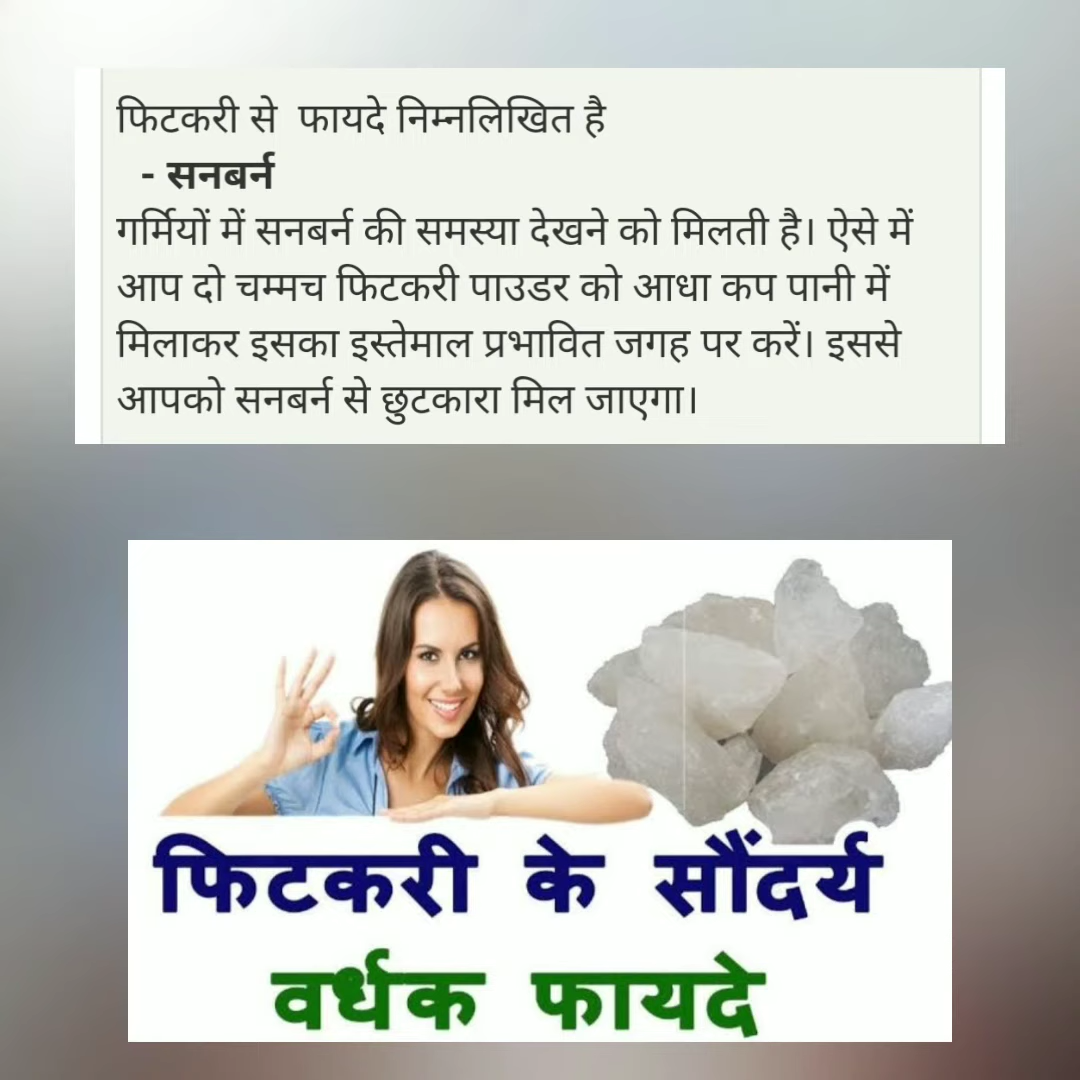 फिटकरी से फायदे निम्नलिखित है
- सनबर्न
गर्मियों में सनबर्न की समस्या देखने को मिलती है। ऐसे में
आप दो चम्मच फिटकरी पाउडर को आधा कप पानी में
मिलाकर इसका इस्तेमाल प्रभावित जगह पर करें। इससे
आपको सनबर्न से छुटकारा मिल जाएगा।
फिटकरी के सौंदर्य
वर्धक फायदे